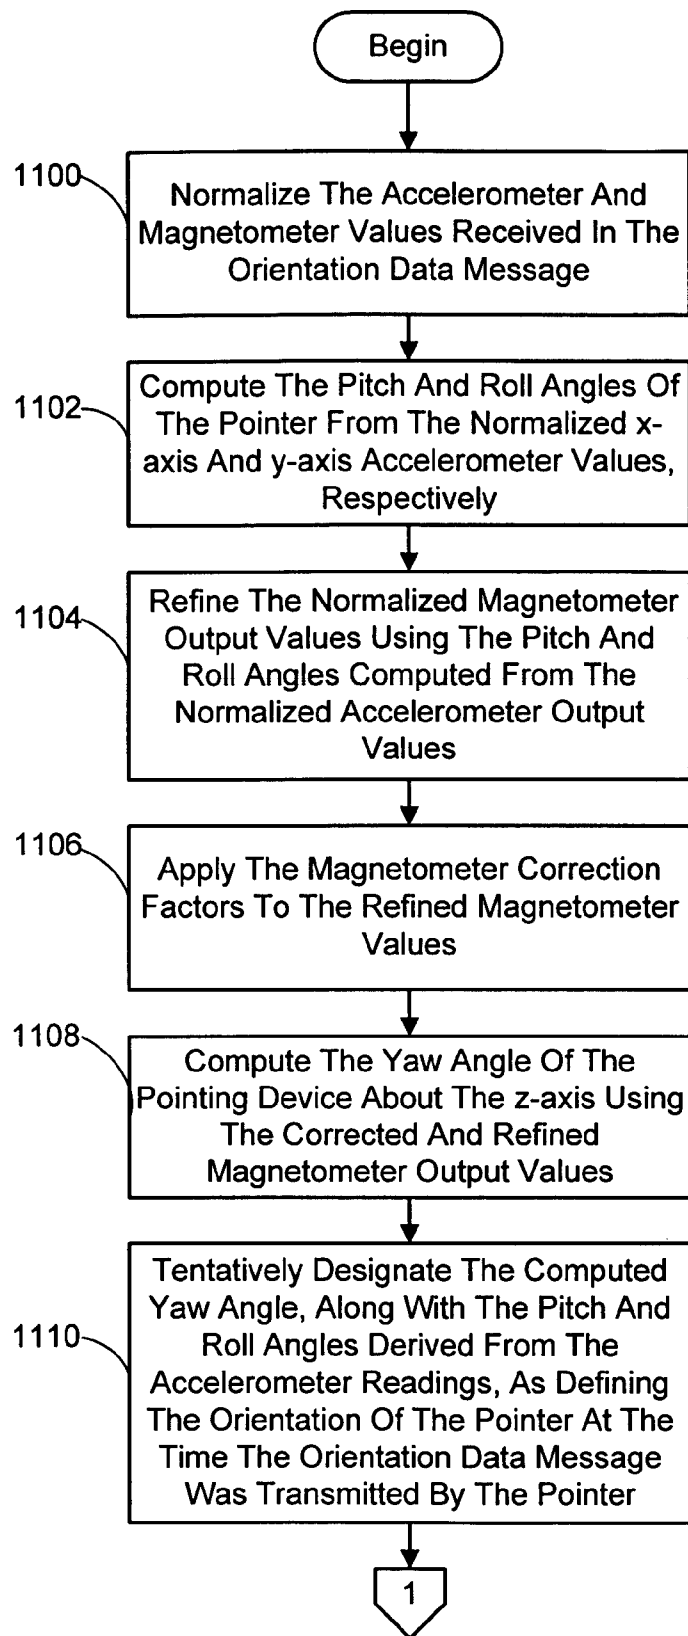 Begin
1100
Normalize The Accelerometer And
Magnetometer Values Received In The
Orientation Data Message
1102
Compute The Pitch And Roll Angles Of
The Pointer From The Normalized x-
axis And y-axis Accelerometer Values,
Respectively
1104
Refine The Normalized Magnetometer
Output Values Using The Pitch And
Roll Angles Computed From The
Normalized Accelerometer Output
Values
1106
Apply The Magnetometer Correction
Factors To The Refined Magnetometer
Values
1108
Compute The Yaw Angle Of The
Pointing Device About The z-axis Using
The Corrected And Refined
Magnetometer Output Values
1110
Tentatively Designate The Computed
Yaw Angle, Along With The Pitch And
Roll Angles Derived From The
Accelerometer Readings, As Defining
The Orientation Of The Pointer At The
Time The Orientation Data Message
Was Transmitted By The Pointer
1